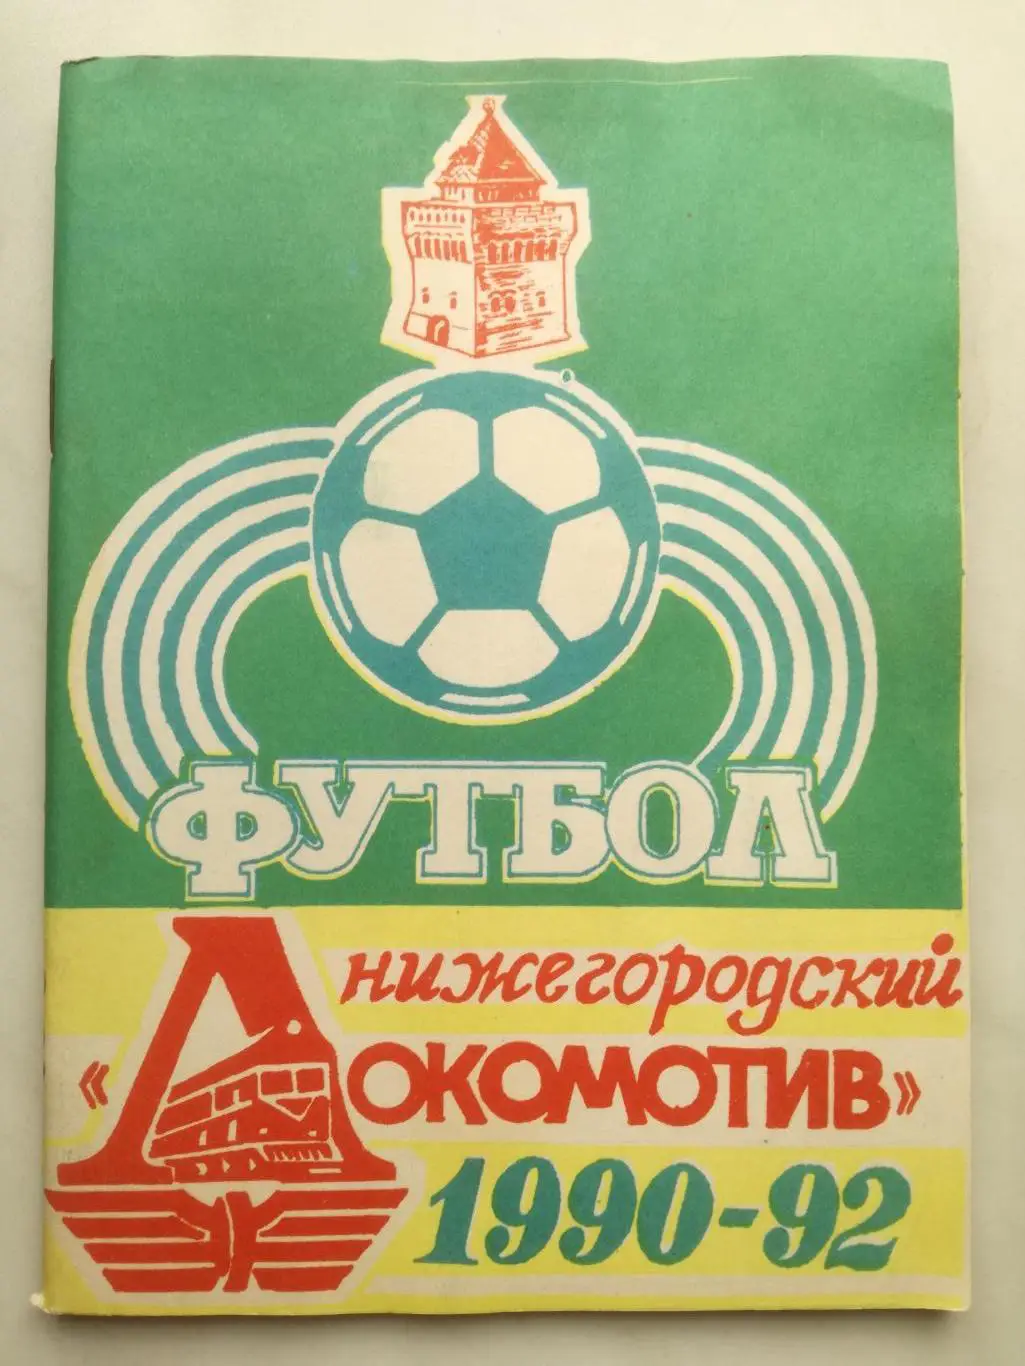 ФУТБОЛ
нижегородский
«Локомотив»
1990-92